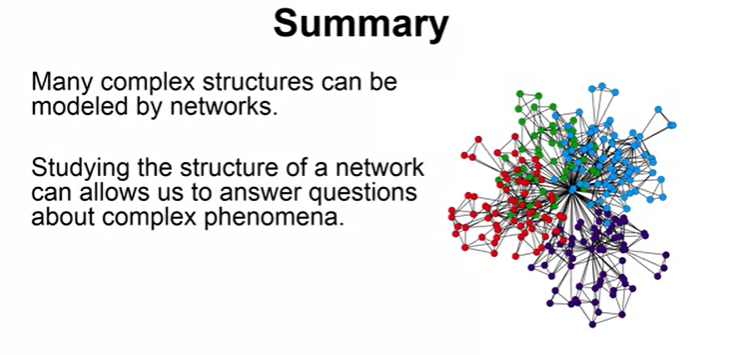 Summary
Many complex structures can be
modeled by networks.
Studying the structure of a network
can allows us to answer questions
about complex phenomena.